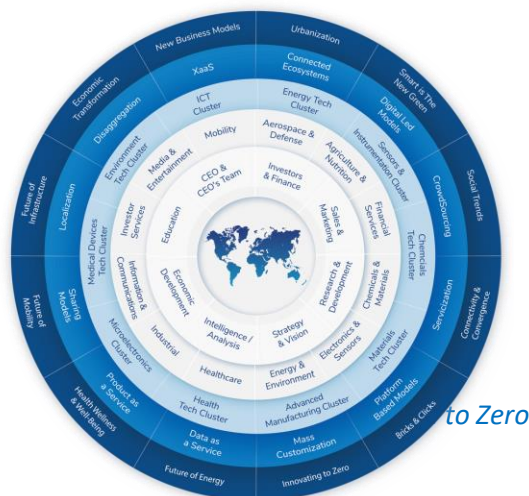 Urbanization
Smart is The
New Green
Social Trends
Connectivity &
Convergence
Bricks & Clicks
Innovating to Zero
Future of Energy
Health Wellness
& Well Being
Future of
Mobility
Future of
Infrastructure
Economic
Transformation
New Business Models
Connected
Ecosystems
Digital Led
Models
CrowdSourcing
Servicization
Platform
Based Models
Mass
Customization
Data as
a Service
Product as
a Service
Sharing
Models
Localization
Disaggregation
XaaS
Energy Tech
Cluster
Sensors &
Instrumentation Cluster
Chemcials
Tech Cluster
Materials
Tech Cluster
Advanced
Manufacturing Cluster
Health
Tech Cluster
Microelectronics
Cluster
Medical Devices
Tech Cluster
Environment
Tech Cluster
ICT
Cluster
Aerospace &
Defense
Agriculture &
Nutrition
Financial
Services
Chemicals &
Materials
Electronics &
Sensors
Energy &
Environment
Healthcare
Industrial
Information &
Communications
Investor
Services
Media &
Entertainment
Mobility
Investors
& Finance
Sales &
Marketing
Research &
Development
Strategy
& Vision
Intelligence /
Analysis
Economic
Development
Education
CEO &
CEO's Team
to Zero